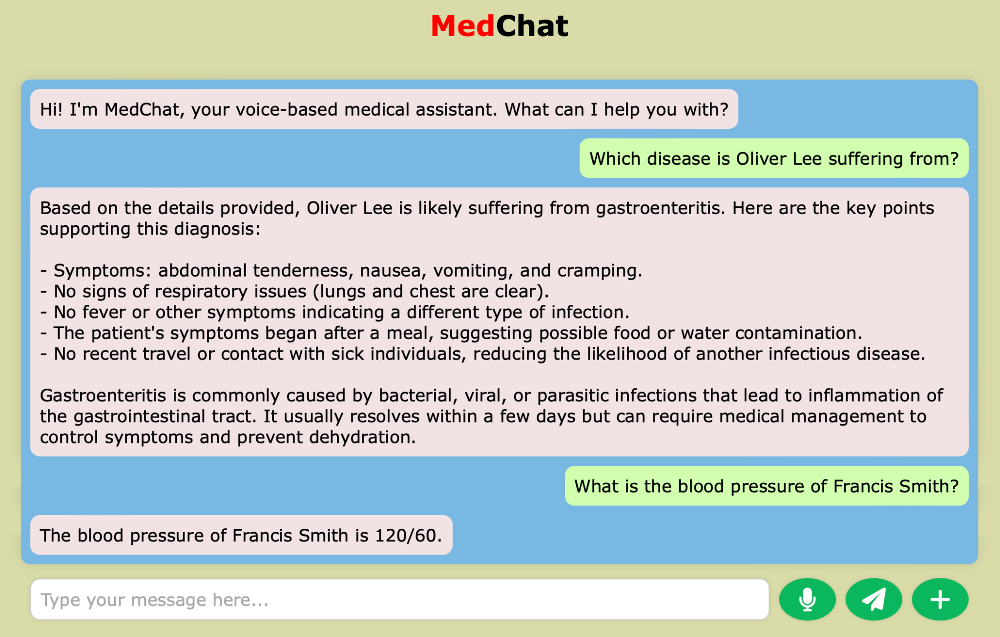 MedChat
Hi! I'm MedChat, your voice-based medical assistant. What can I help you with?
Which disease is Oliver Lee suffering from?
Based on the details provided, Oliver Lee is likely suffering from gastroenteritis. Here are the key points
supporting this diagnosis:
- Symptoms: abdominal tenderness, nausea, vomiting, and cramping.
- No signs of respiratory issues (lungs and chest are clear).
- No fever or other symptoms indicating a different type of infection.
- The patient's symptoms began after a meal, suggesting possible food or water contamination.
- No recent travel or contact with sick individuals, reducing the likelihood of another infectious disease.
Gastroenteritis is commonly caused by bacterial, viral, or parasitic infections that lead to inflammation of
the gastrointestinal tract. It usually resolves within a few days but can require medical management to
control symptoms and prevent dehydration.
What is the blood pressure of Francis Smith?
The blood pressure of Francis Smith is 120/60.
Type your message here...